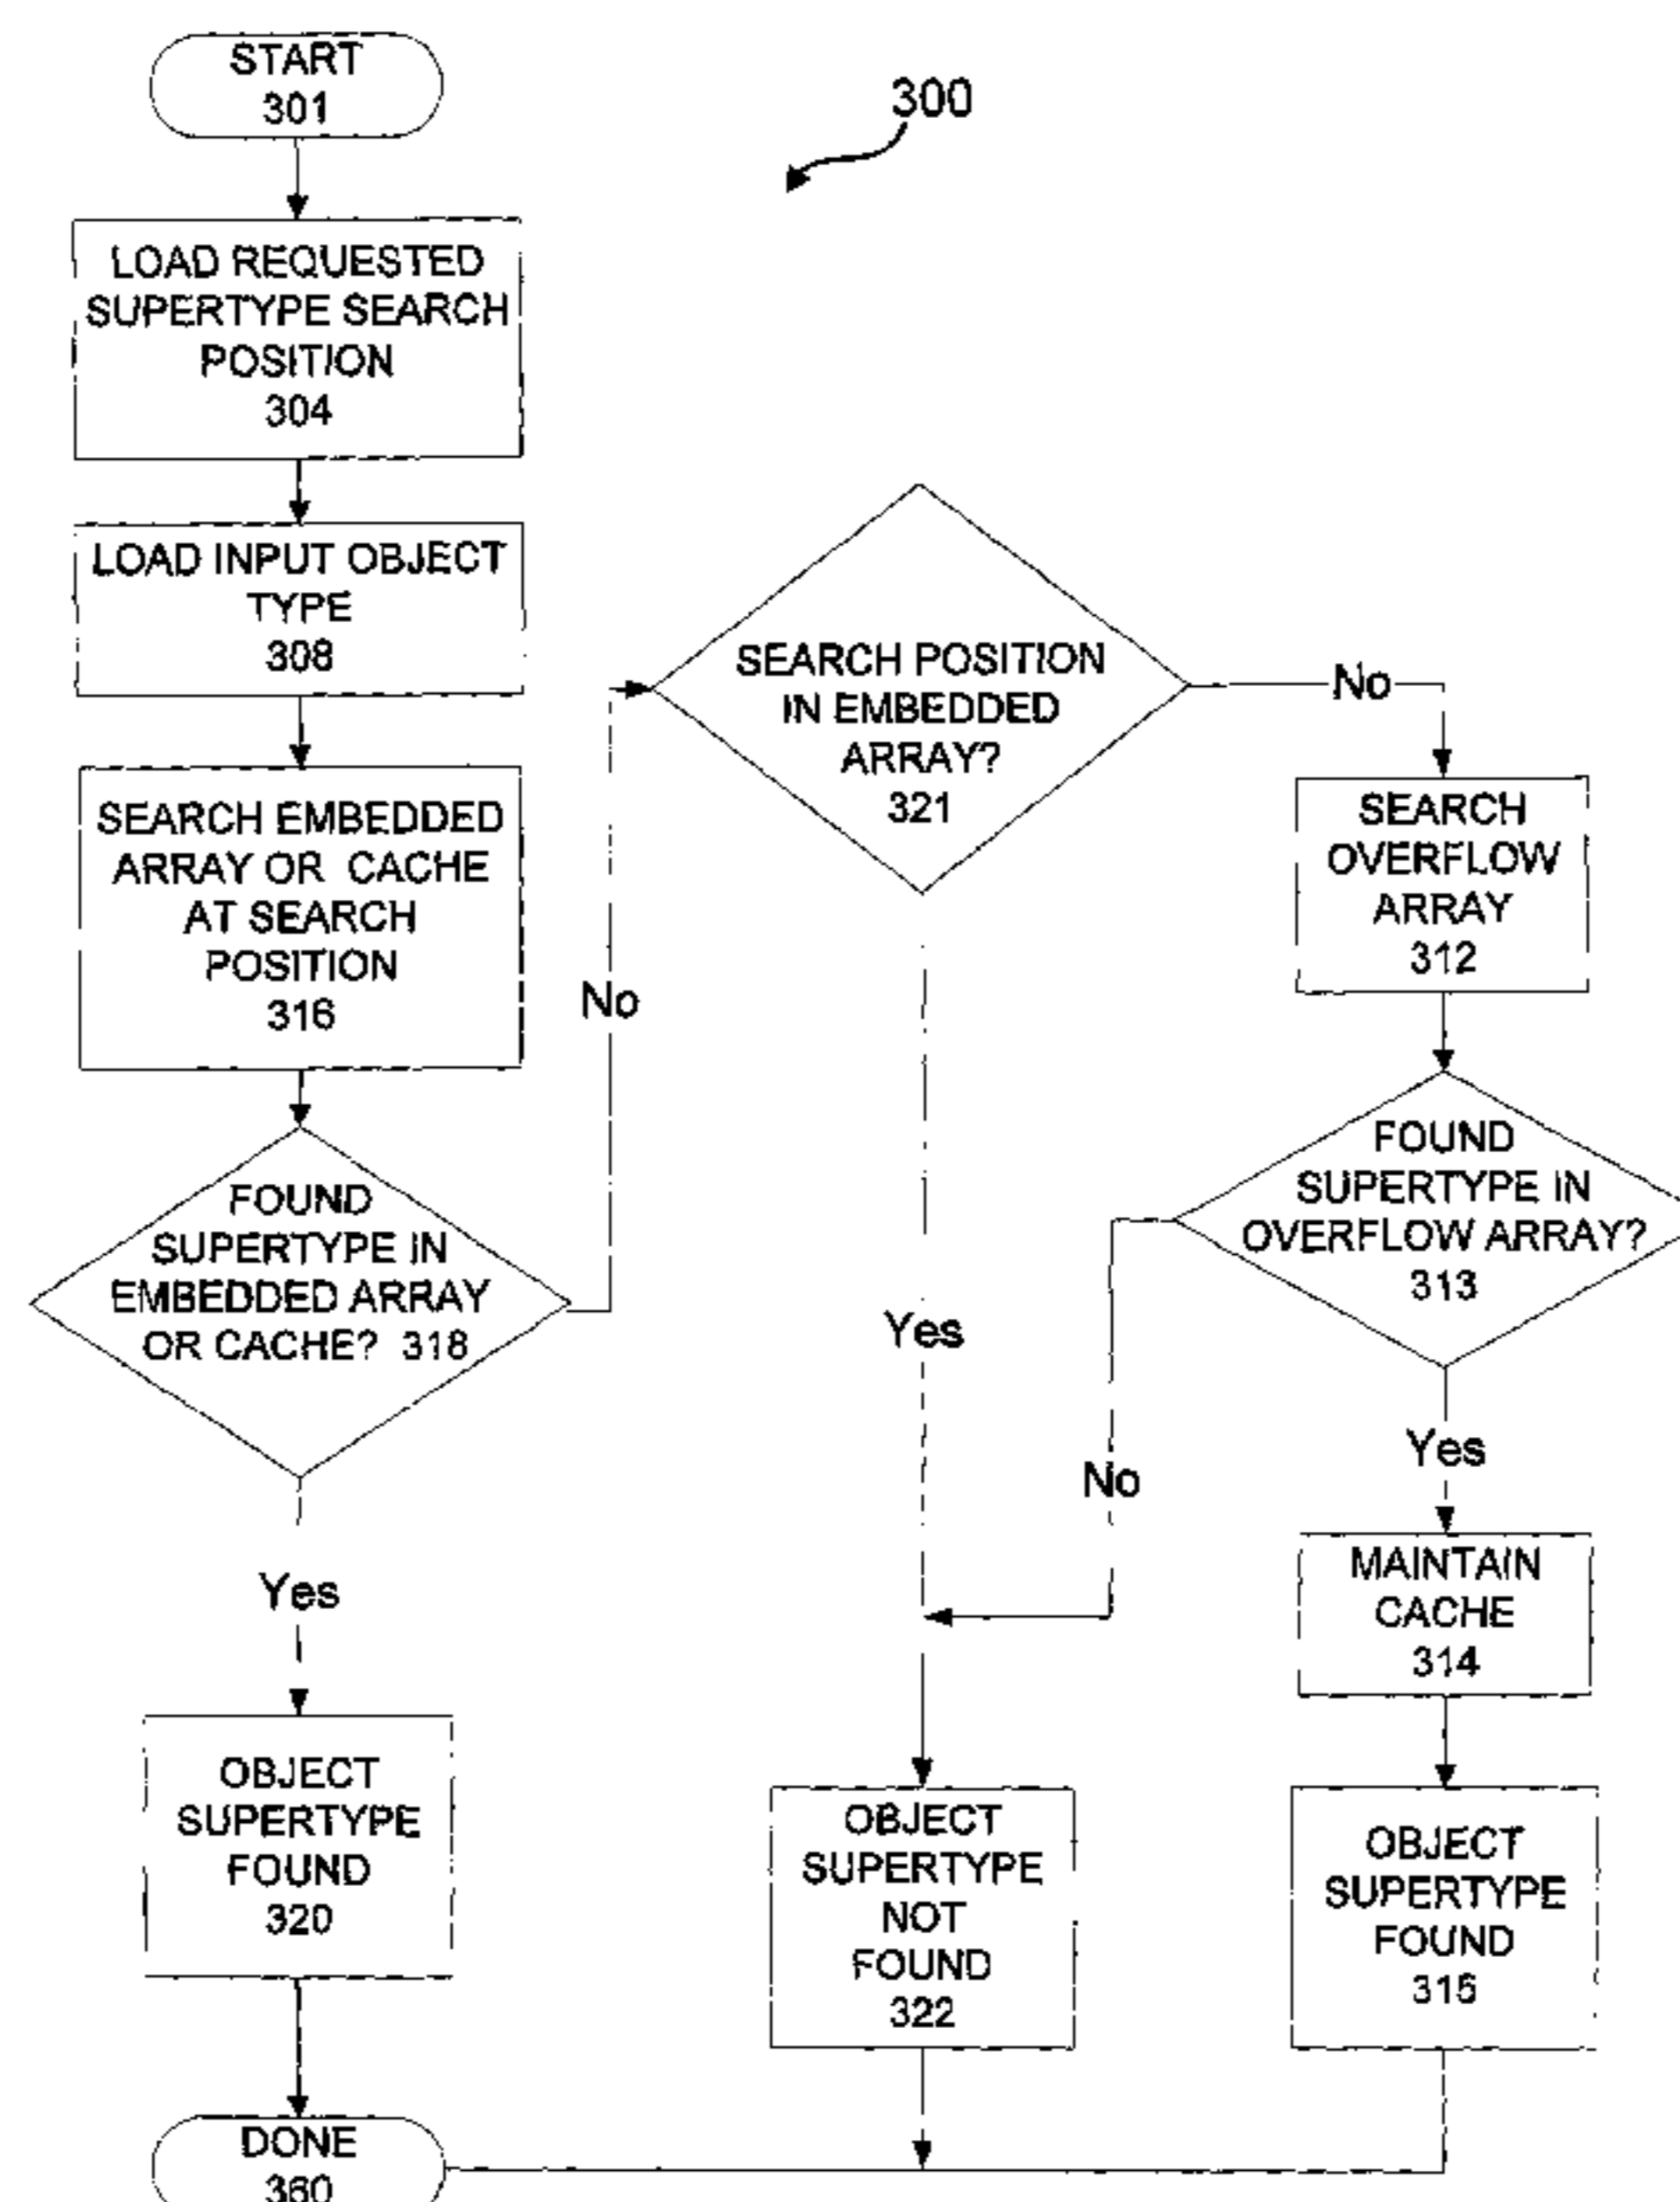 START
301
300
LOAD REQUESTED
SUPERTYPE SEARCH
POSITION
304
LOAD INPUT OBJECT
TYPE
308
SEARCH EMBEDDED
ARRAY OR CACHE
AT SEARCH
POSITION
316
FOUND
SUPERTYPE IN
EMBEDDED ARRAY
OR CACHE? 318
No
Yes
OBJECT
SUPERTYPE
FOUND
320
DONE
360
SEARCH POSITION
IN EMBEDDED
ARRAY?
321
No
Yes
SEARCH
OVERFLOW
ARRAY
312
FOUND
SUPERTYPE IN
OVERFLOW ARRAY?
313
No
Yes
MAINTAIN
CACHE
314
OBJECT
SUPERTYPE
NOT
FOUND
322
OBJECT
SUPERTYPE
FOUND
315